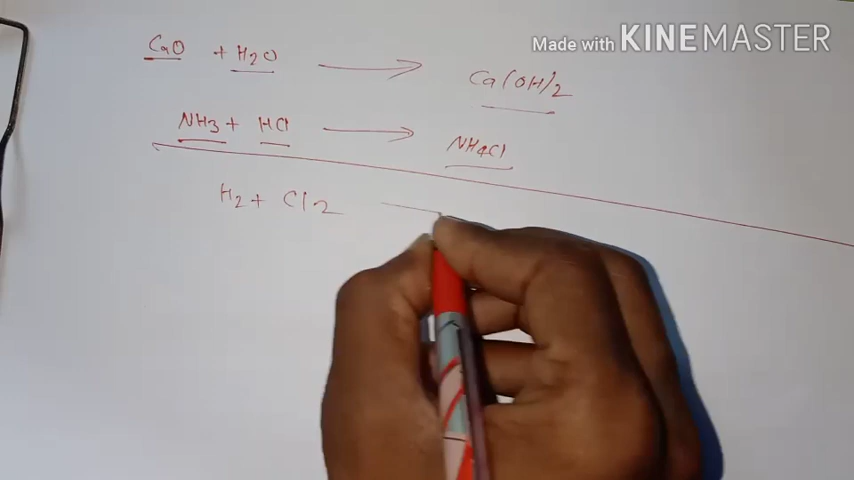 Made with KINEMASTER
CaO + H2O → Ca(OH)2
NH3 + HCl → NH4Cl
H2 + Cl2